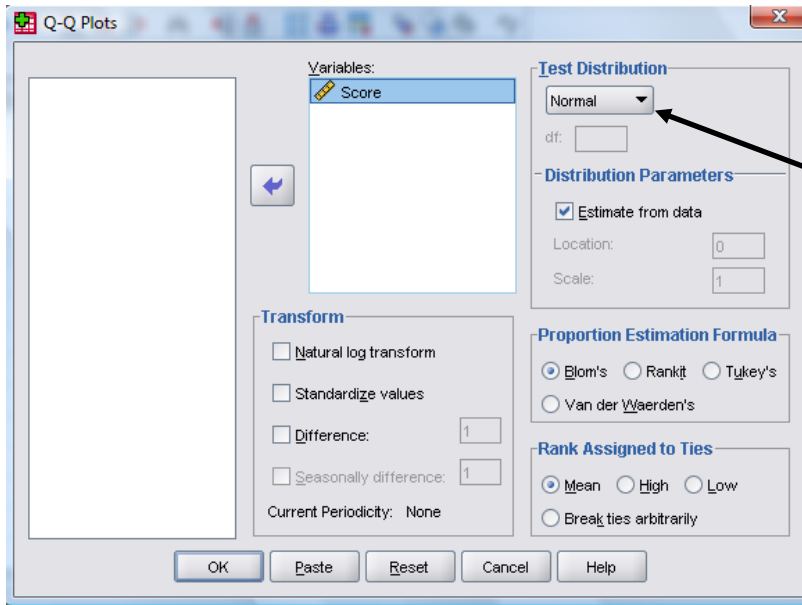 Q-Q Plots
Variables:
Score
Test Distribution
Normal
df:
Distribution Parameters
Estimate from data
Location: 0
Scale: 1
Transform
Natural log transform
Standardize values
Difference: 1
Seasonally difference: 1
Current Periodicity: None
Proportion Estimation Formula
Blom's Rankit Tukey's
Van der Waerden's
Rank Assigned to Ties
Mean High Low
Break ties arbitrarily
OK Paste Reset Cancel Help